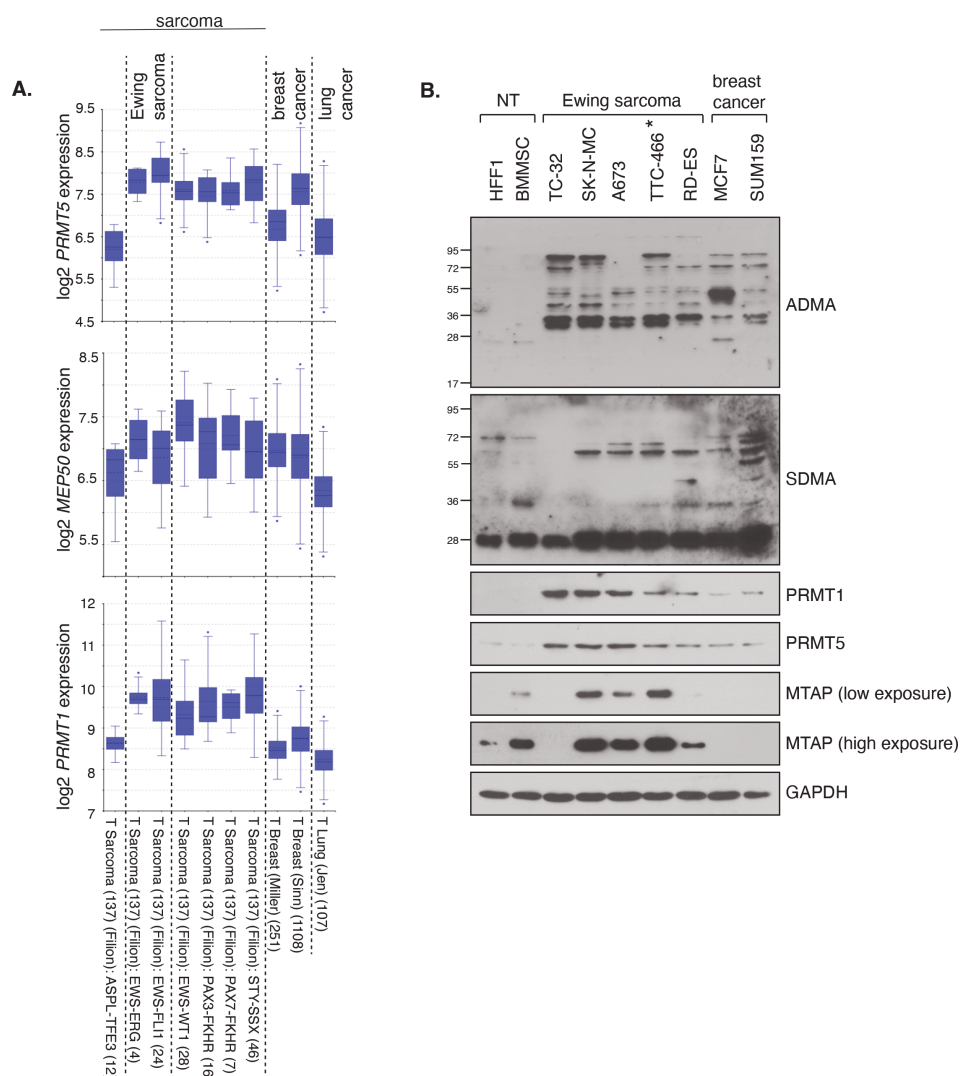 sarcoma
A.
Ewing
sarcoma
breast
cancer
lung
cancer
log2 PRMT5 expression
9.5
8.5
7.5
6.5
5.5
4.5
log2 MEP50 expression
8.5
7.5
6.5
5.5
log2 PRMT1 expression
12
11
10
9
8
7
T Sarcoma (137) (Filion): ASPL-TFE3 (12
T Sarcoma (137) (Filion): EWS-ERG (4)
T Sarcoma (137) (Filion): EWS-FLI1 (24)
T Sarcoma (137) (Filion): EWS-WT1 (28)
T Sarcoma (137) (Filion): PAX3-FKHR (16
T Sarcoma (137) (Filion): PAX7-FKHR (7)
T Sarcoma (137) (Filion): STY-SSX (46)
T Breast (Miller) (251)
T Breast (Sinn) (1108)
T Lung (Jen) (107)
B.
NT
Ewing sarcoma
breast
cancer
HFF1
BMMSC
TC-32
SK-N-MC
A673
TTC-466 *
RD-ES
MCF7
SUM159
95
72
55
36
28
17
ADMA
95
72
55
36
28
SDMA
PRMT1
PRMT5
MTAP (low exposure)
MTAP (high exposure)
GAPDH